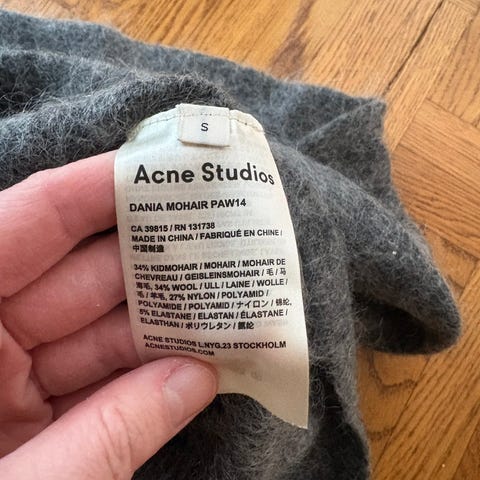 S
Acne Studios
DANIA MOHAIR PAW14
CA 39815 / RN 131738
MADE IN CHINA / FABRIQUÉ EN CHINE /
中国制造
34% KIDMOHAIR / MOHAIR / MOHAIR DE
CHEVREAU / GEIßLEINSMOHAIR / 毛 / 马
海毛, 34% WOOL / ULL / LAINE / WOLLE /
毛 / 羊毛, 27% NYLON / POLYAMID /
POLYAMIDE / POLYAMID / ナイロン / 锦纶,
5% ELASTANE / ELASTAN / ÉLASTANE /
ELASTHAN / ポリウレタン / 氨纶
ACNE STUDIOS L.NYG.23 STOCKHOLM
ACNESTUDIOS.COM